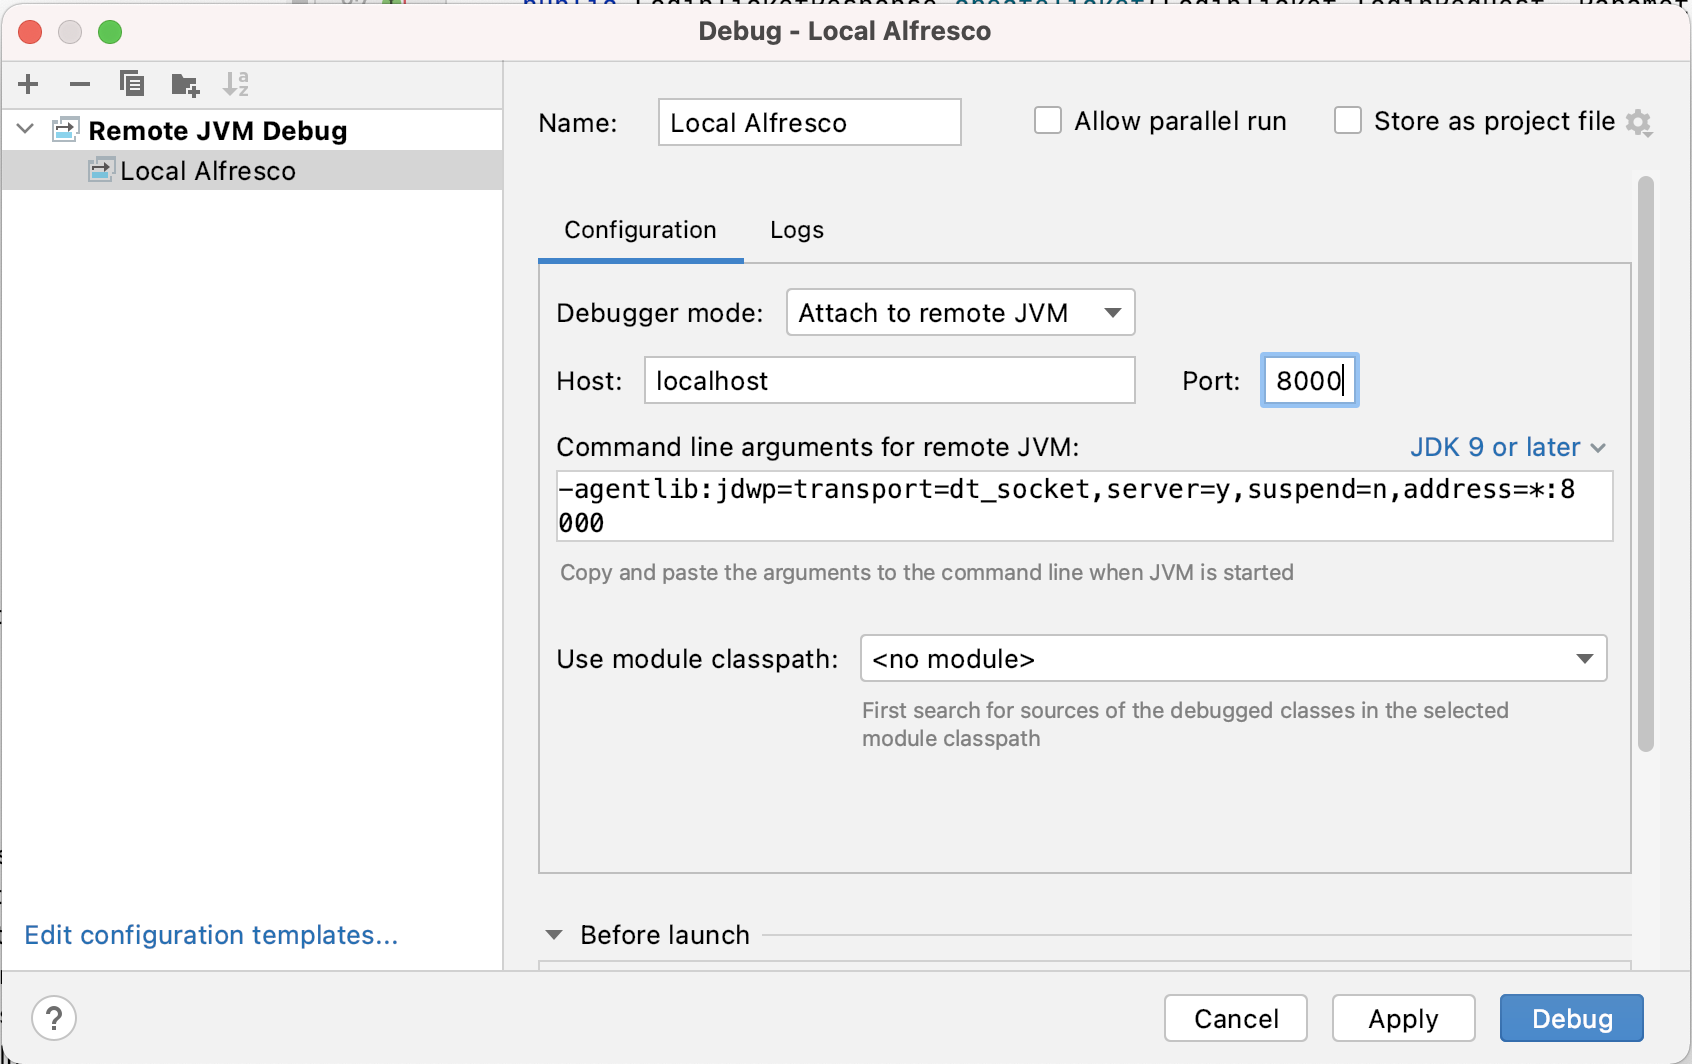 Debug - Local Alfresco
Remote JVM Debug
Local Alfresco
Name: Local Alfresco Allow parallel run Store as project file
Configuration Logs
Debugger mode: Attach to remote JVM
Host: localhost Port: 8000
Command line arguments for remote JVM: JDK 9 or later
-agentlib:jdwp=transport=dt_socket,server=y,suspend=n,address=*:8
000
Copy and paste the arguments to the command line when JVM is started
Use module classpath: <no module>
First search for sources of the debugged classes in the selected
module classpath
Edit configuration templates...
Before launch
? Cancel Apply Debug